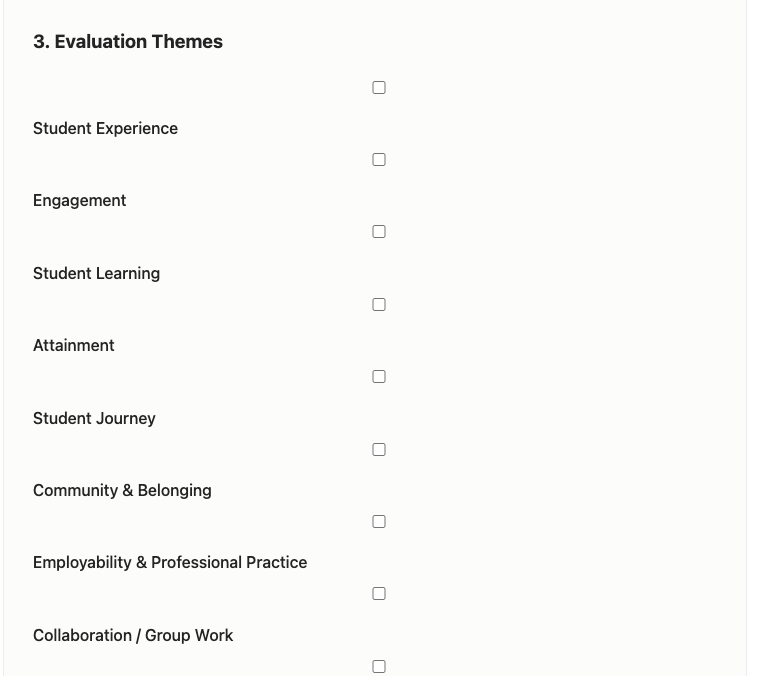 3. Evaluation Themes
Student Experience
Engagement
Student Learning
Attainment
Student Journey
Community & Belonging
Employability & Professional Practice
Collaboration / Group Work